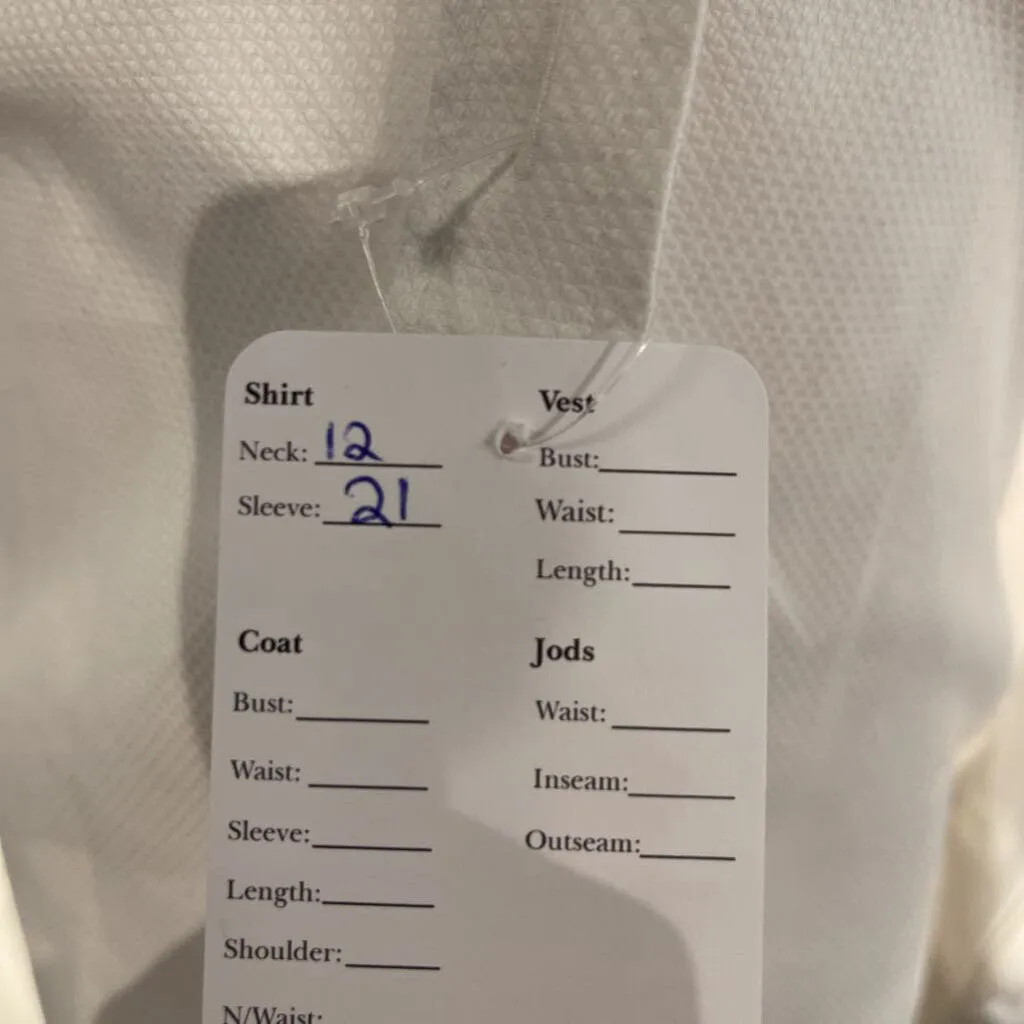 Shirt
Neck: 12
Sleeve: 21
Vest
Bust:
Waist:
Length:
Coat
Bust:
Waist:
Sleeve:
Length:
Shoulder:
N/Waist:
Jods
Waist:
Inseam:
Outseam: